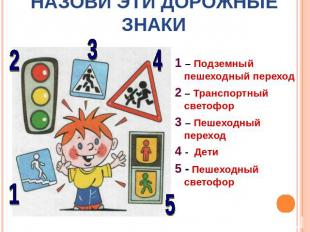 НАЗОВИ ЭТИ ДОРОЖНЫЕ
ЗНАКИ
2
3
4
1
5
1 – Подземный
пешеходный переход
2 – Транспортный
светофор
3 – Пешеходный
переход
4 - Дети
5 - Пешеходный
светофор